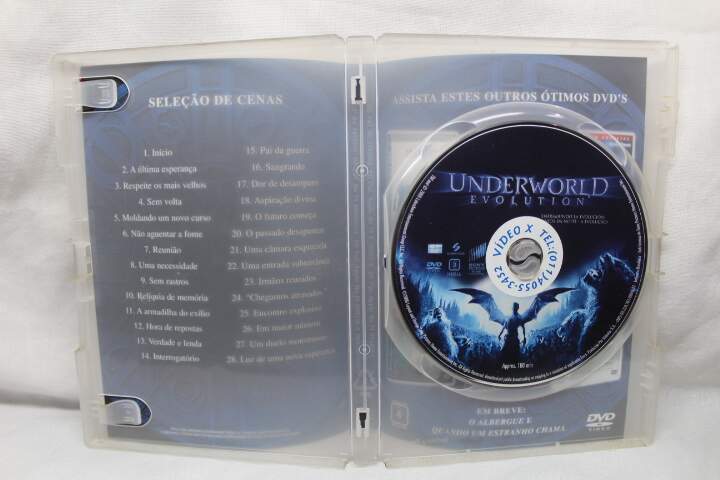 SELEÇÃO DE CENAS
1. Início
2. A última esperança
3. Respeite os mais velhos
4. Sem volta
5. Moldando um novo curso
6. Não aguentar a fome
7. Reunião
8. Uma necessidade
9. Sem rastros
10. Relíquia de memória
11. A armadilha do exílio
12. Hora de repostas
13. Verdade e lenda
14. Interrogatório
15. Pai da guerra
16. Sangrando
17. Dor de desamparo
18. Aspiração divina
19. O futuro começa
20. O passado desaparece
21. Uma câmara esquecida
22. Uma entrada
23. Irmãos
24. "Chegamos
25. Encontro explosivo
26. Em maior número
27. Um duelo
28. Luz de uma nova esperança
ASSISTA ESTES OUTROS ÓTIMOS DVD'S
UNDERWORLD
EVOLUTION
VIDEO X TEL:(011)4055-3452
DVD
SONY
Approx. 180 min
EM BREVE:
O ALBERGUE E
QUANDO UM ESTRANHO CHAMA
DVD
VIDEO